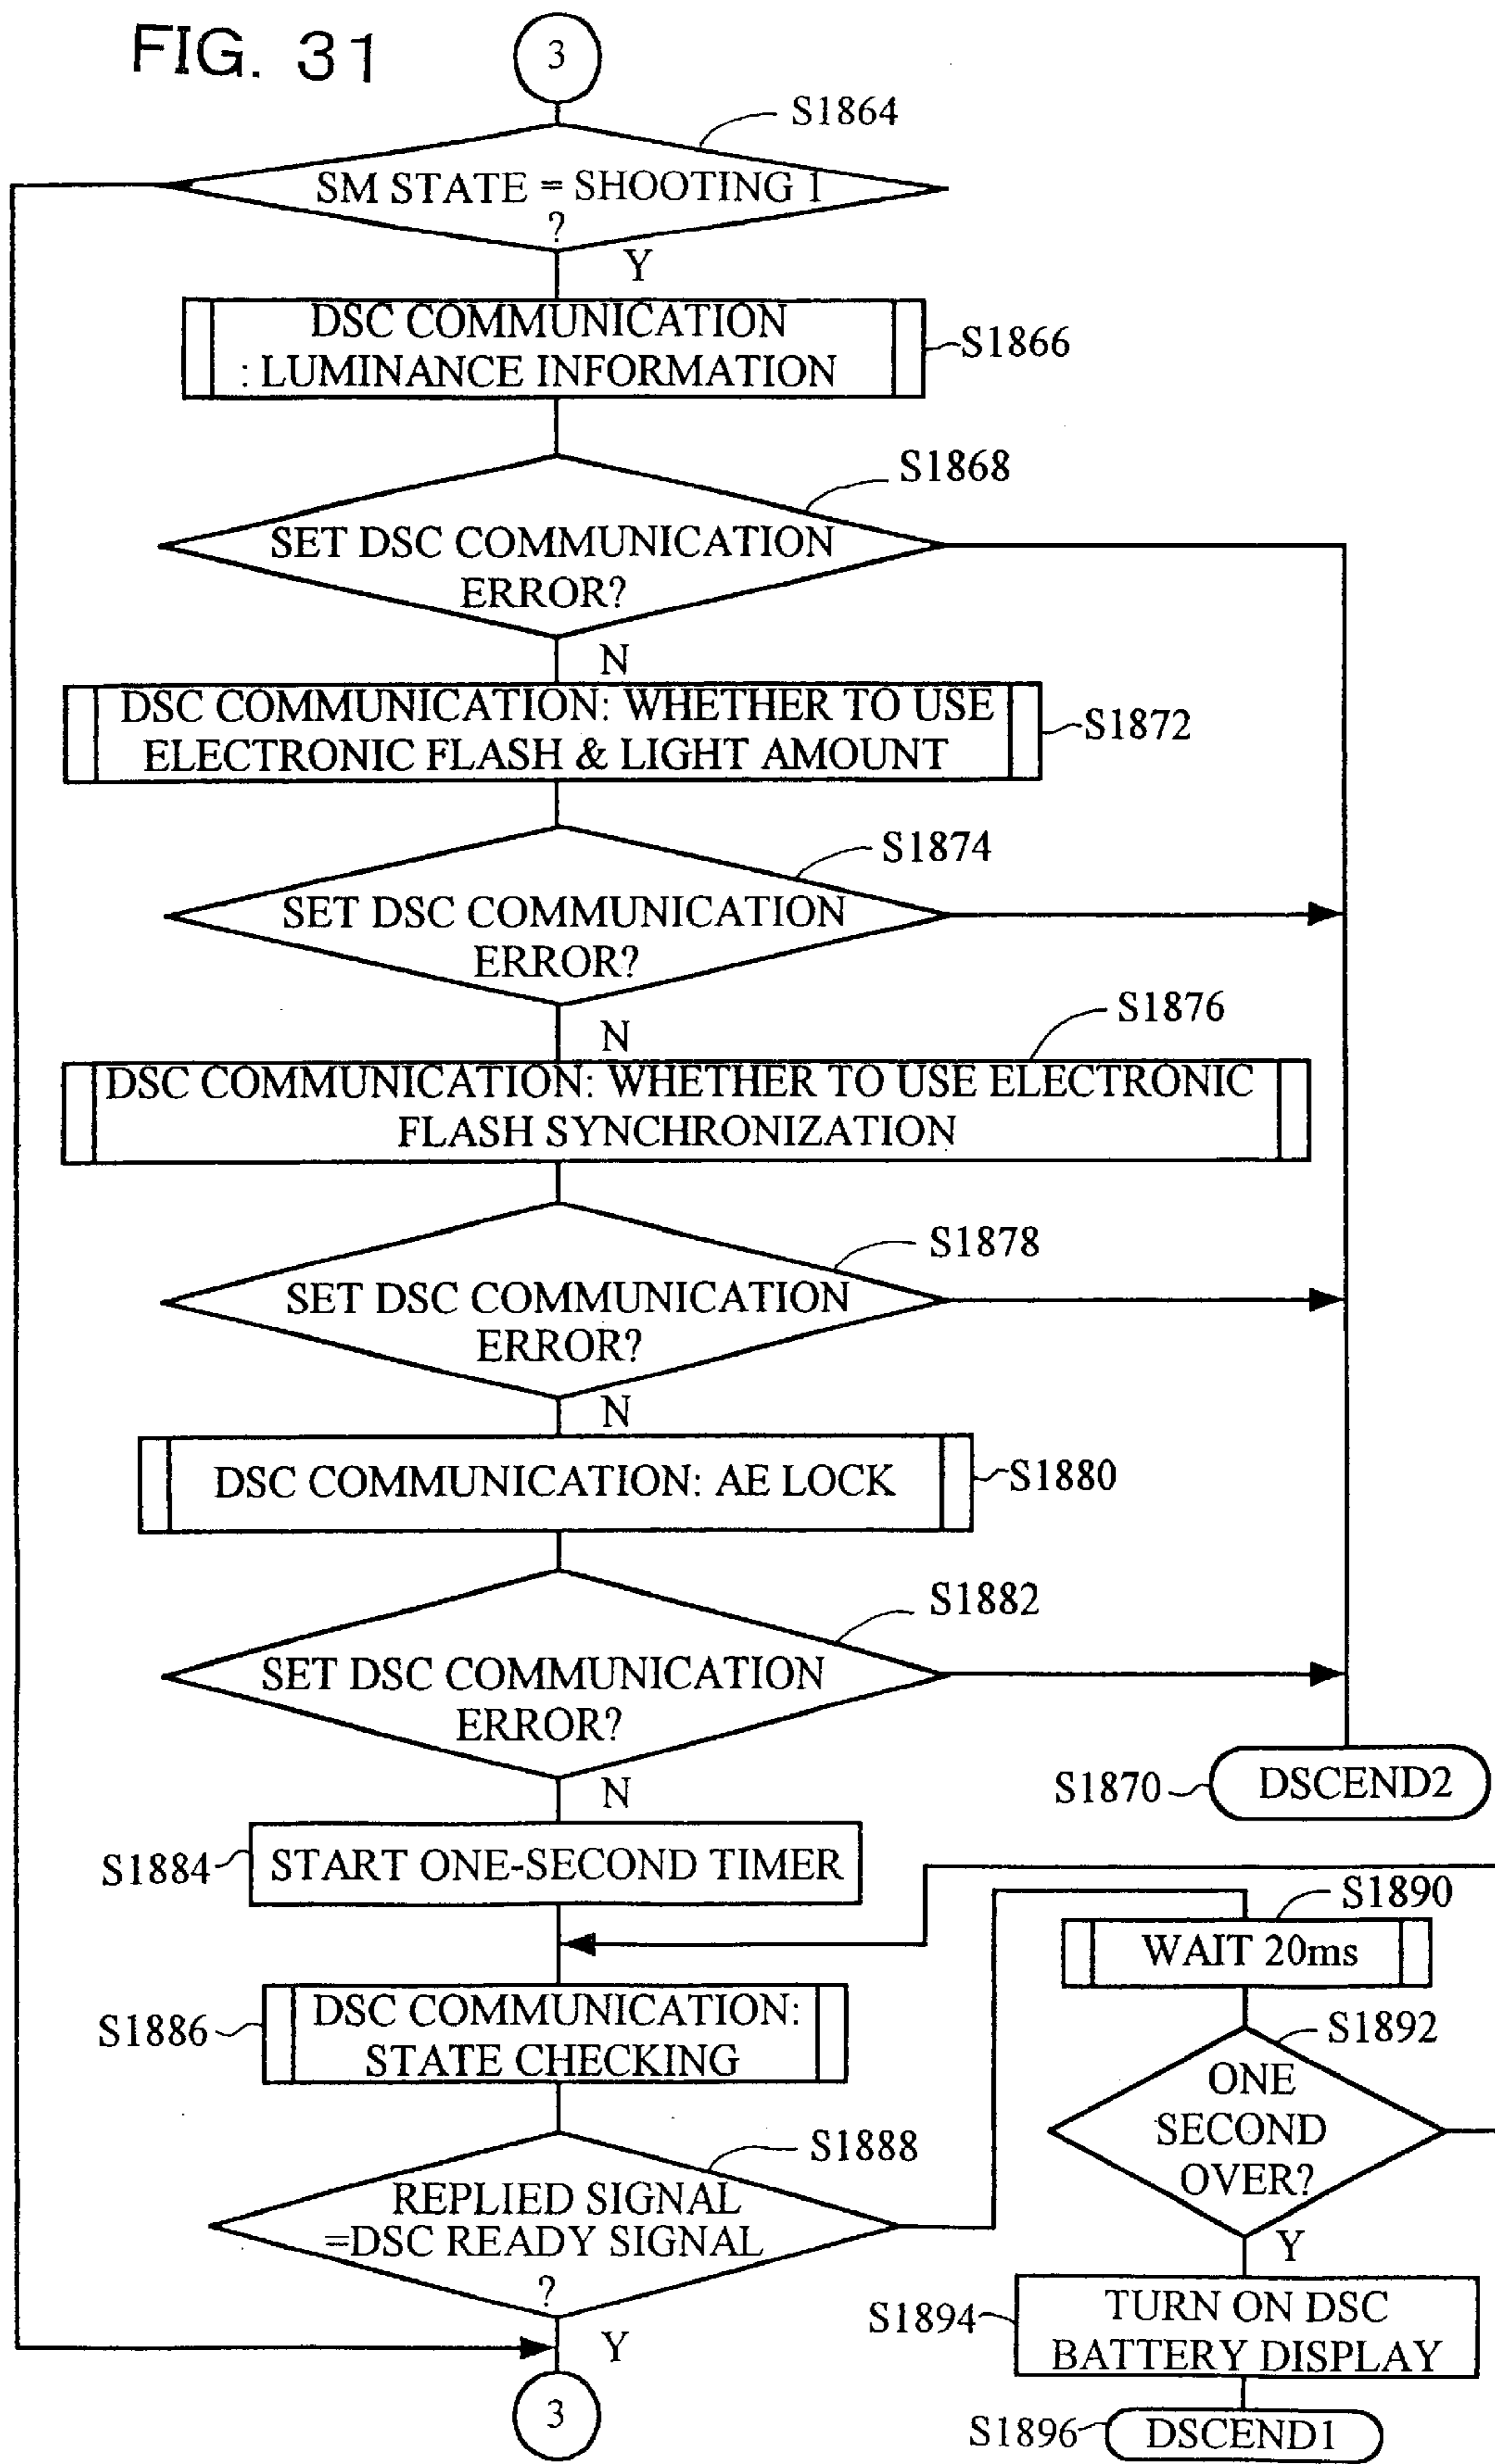 FIG. 31
3
S1864
SM STATE = SHOOTING 1
?
Y
DSC COMMUNICATION
: LUMINANCE INFORMATION
S1866
S1868
SET DSC COMMUNICATION
ERROR?
N
DSC COMMUNICATION: WHETHER TO USE
ELECTRONIC FLASH & LIGHT AMOUNT
S1872
S1874
SET DSC COMMUNICATION
ERROR?
N
S1876
DSC COMMUNICATION: WHETHER TO USE ELECTRONIC
FLASH SYNCHRONIZATION
S1878
SET DSC COMMUNICATION
ERROR?
N
DSC COMMUNICATION: AE LOCK
S1880
S1882
SET DSC COMMUNICATION
ERROR?
N
S1870
DSCEND2
S1884
START ONE-SECOND TIMER
S1890
WAIT 20ms
S1886
DSC COMMUNICATION:
STATE CHECKING
S1892
ONE
SECOND
OVER?
Y
S1888
REPLIED SIGNAL
=DSC READY SIGNAL
?
Y
S1894
TURN ON DSC
BATTERY DISPLAY
3
S1896
DSCEND1